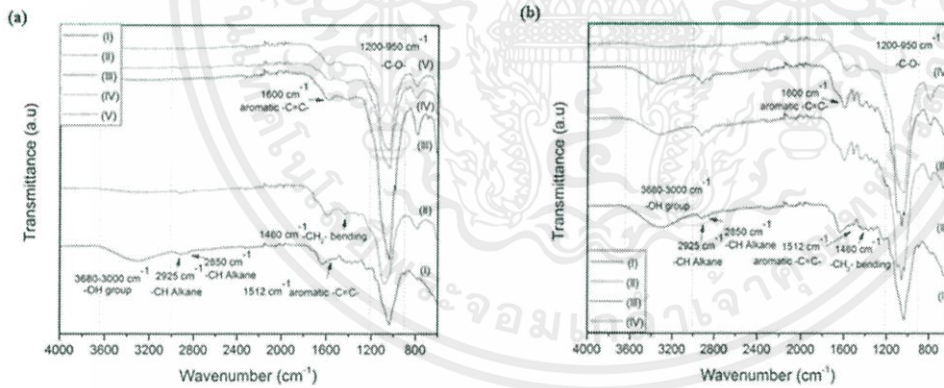 (a)
(I)
(II)
(III)
(IV)
(V)
1200-950 cm-1
-C-O-
(V)
1600 cm-1
aromatic -C=C-
(IV)
(III)
(II)
1460 cm-1 -CH2- bending
2850 cm-1
-CH Alkane
2925 cm-1
-CH Alkane
3680-3000 cm-1
-OH group
1512 cm-1 aromatic -C=C-
(I)
Transmittance (a.u)
4000 3600 3200 2800 2400 2000 1600 1200 800
Wavenumber (cm-1)
(b)
1200-950 cm-1
-C-O-
1600 cm-1
aromatic -C=C-
3680-3000 cm-1
-OH group
2850 cm-1
-CH Alkane
2925 cm-1
-CH Alkane
1512 cm-1
aromatic -C=C-
1460 cm-1
-CH2- bending
(I)
(II)
(III)
(IV)
Transmittance (a.u)
4000 3600 3200 2800 2400 2000 1600 1200 800
Wavenumber (cm-1)